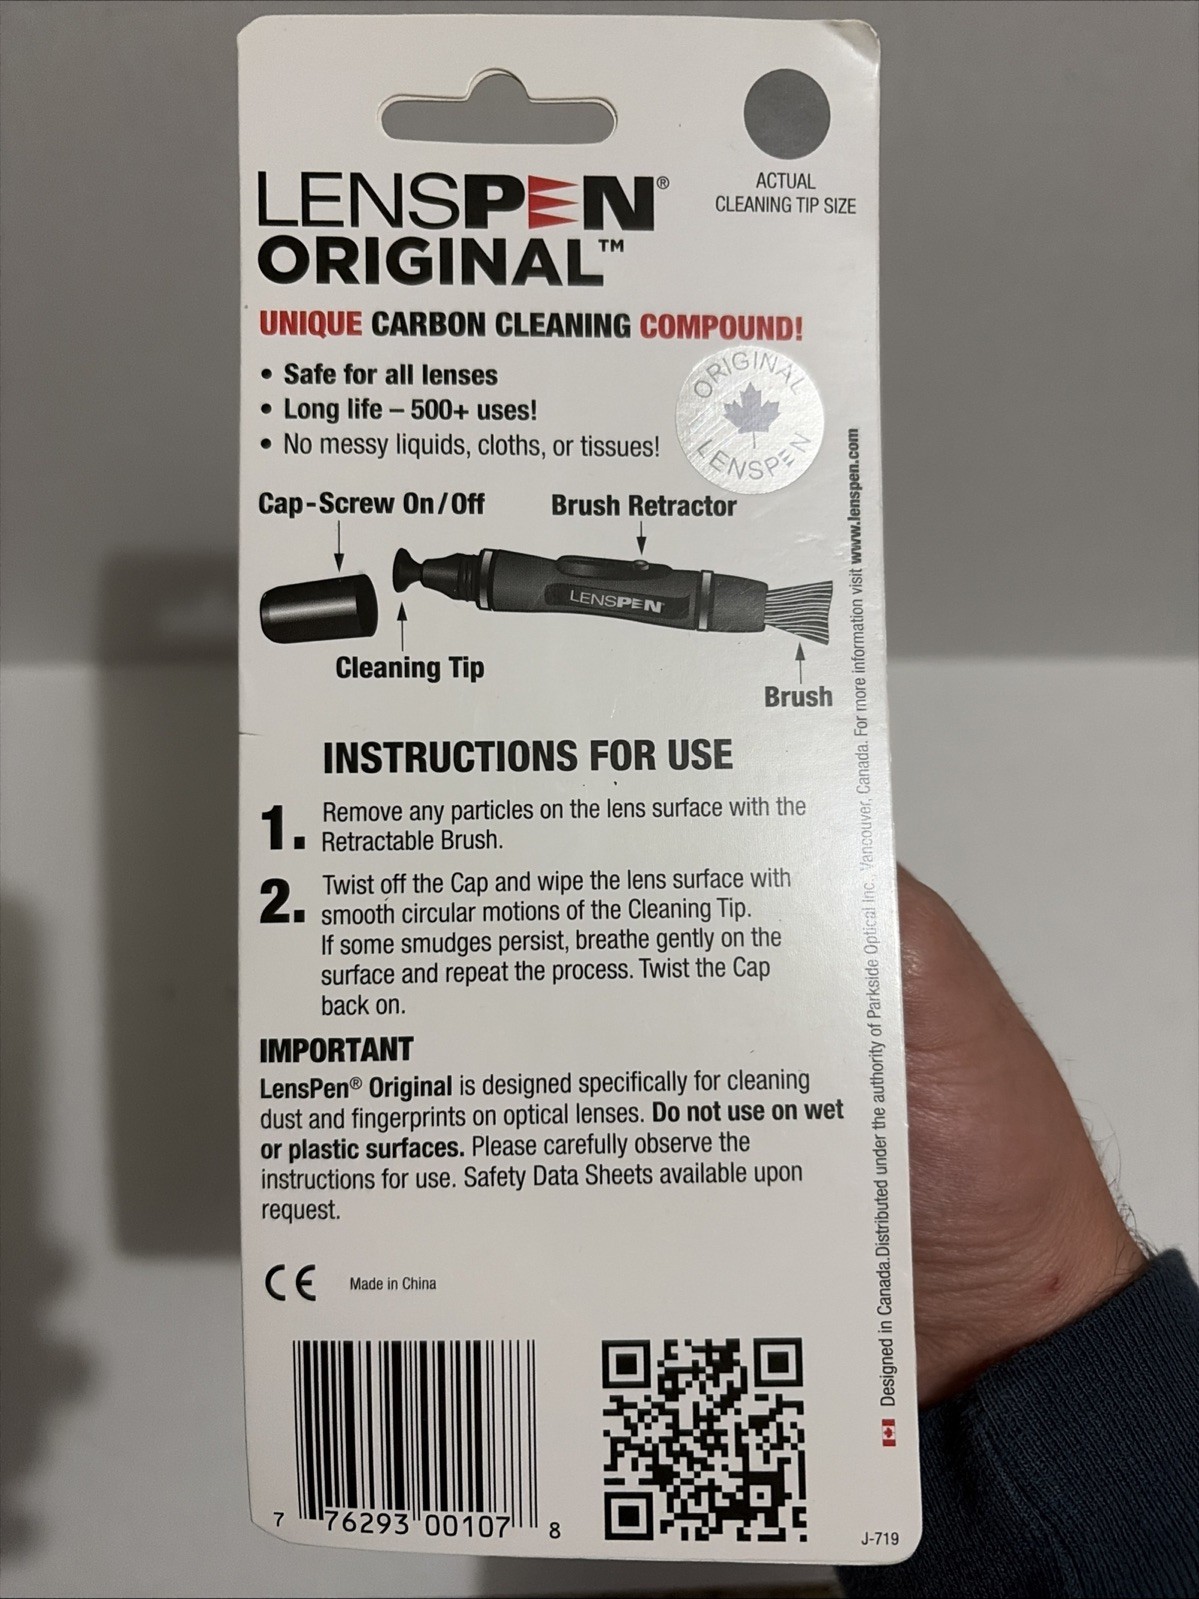 ACTUAL
CLEANING TIP SIZE
LENSPEN®
ORIGINAL™
UNIQUE CARBON CLEANING COMPOUND!
• Safe for all lenses
• Long life – 500+ uses!
• No messy liquids, cloths, or tissues!
ORIGINAL
LENSPEN
Cap-Screw On/Off
Brush Retractor
LENSPEN
Cleaning Tip
Brush
INSTRUCTIONS FOR USE
1. Remove any particles on the lens surface with the
Retractable Brush.
2. Twist off the Cap and wipe the lens surface with
smooth circular motions of the Cleaning Tip.
If some smudges persist, breathe gently on the
surface and repeat the process. Twist the Cap
back on.
IMPORTANT
LensPen® Original is designed specifically for cleaning
dust and fingerprints on optical lenses. Do not use on wet
or plastic surfaces. Please carefully observe the
instructions for use. Safety Data Sheets available upon
request.
CE Made in China
7 76293 00107 8
J-719
Designed in Canada.Distributed under the authority of Parkside Optical Inc., Vancouver, Canada. For more information visit www.lenspen.com